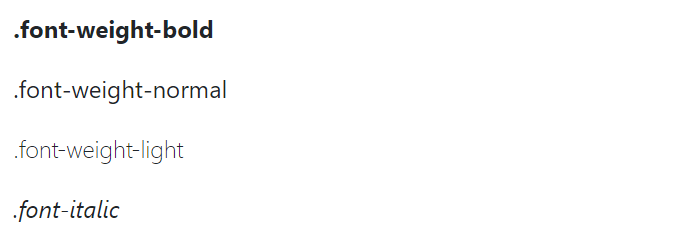 .font-weight-bold
.font-weight-normal
.font-weight-light
.font-italic